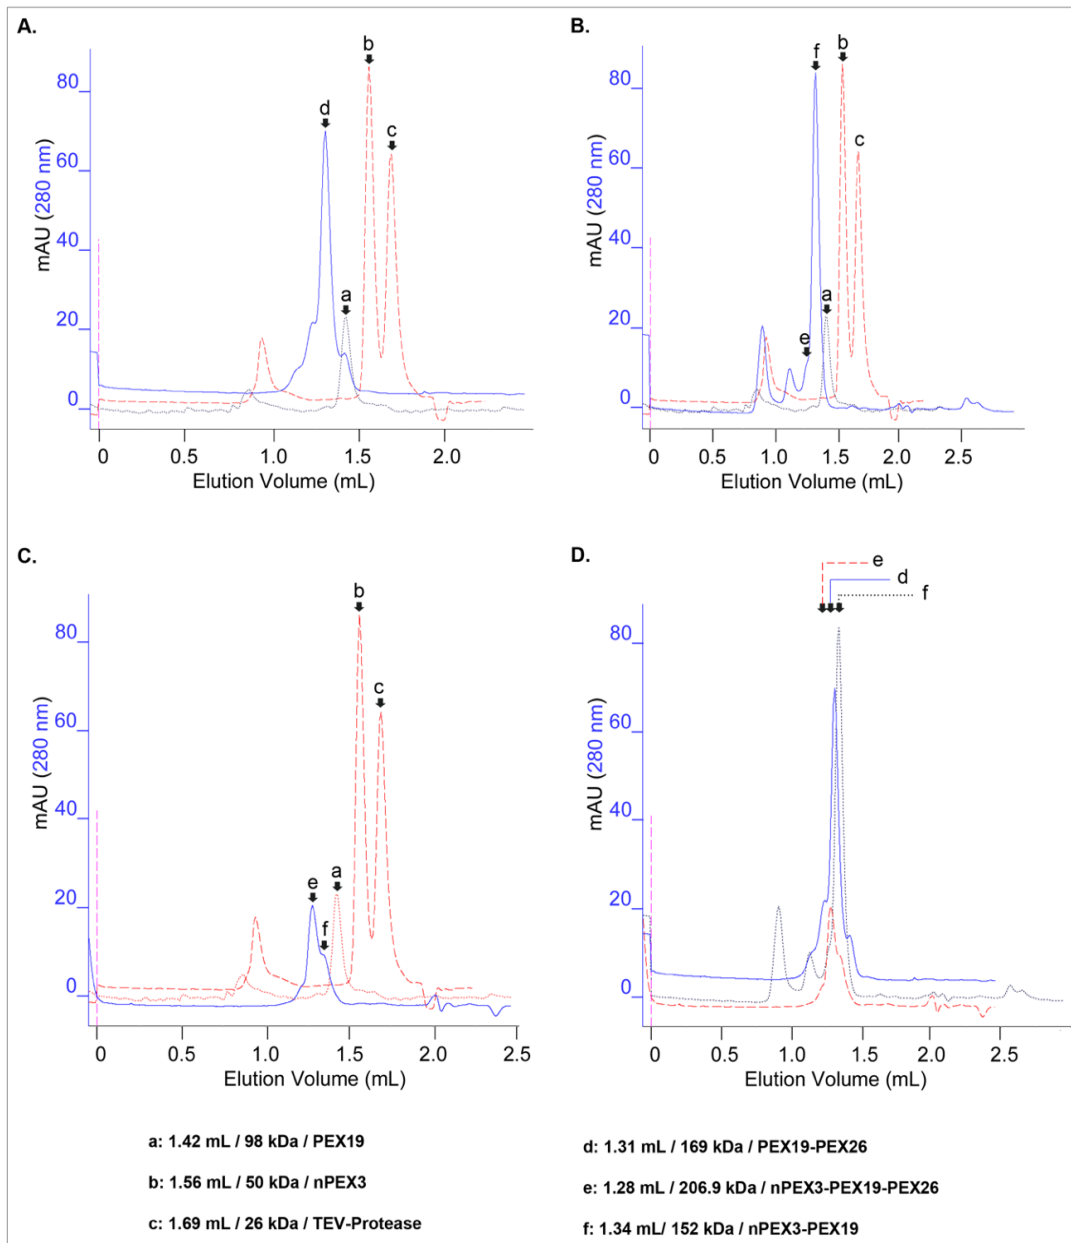 A.
b
d
c
a
80
60
40
20
0
mAU (280 nm)
0 0.5 1.0 1.5 2.0
Elution Volume (mL)
B.
f
b
c
a
e
80
60
40
20
0
mAU (280 nm)
0 0.5 1.0 1.5 2.0 2.5
Elution Volume (mL)
C.
b
c
a
e
f
80
60
40
20
0
mAU (280 nm)
0 0.5 1.0 1.5 2.0 2.5
Elution Volume (mL)
D.
e
d
f
80
60
40
20
0
mAU (280 nm)
0 1.0 1.0 2.0 2.5
Elution Volume (mL)
a: 1.42 mL / 98 kDa / PEX19
b: 1.56 mL / 50 kDa / nPEX3
c: 1.69 mL / 26 kDa / TEV-Protease
d: 1.31 mL / 169 kDa / PEX19-PEX26
e: 1.28 mL / 206.9 kDa / nPEX3-PEX19-PEX26
f: 1.34 mL/ 152 kDa / nPEX3-PEX19